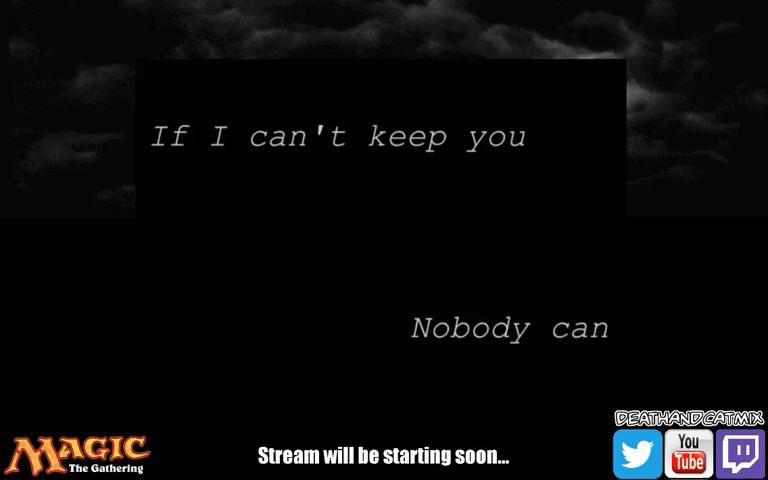 If I can't keep you
Nobody can
DEATHANDCATMIX
MAGIC
The Gathering
Stream will be starting soon...
You
Tube